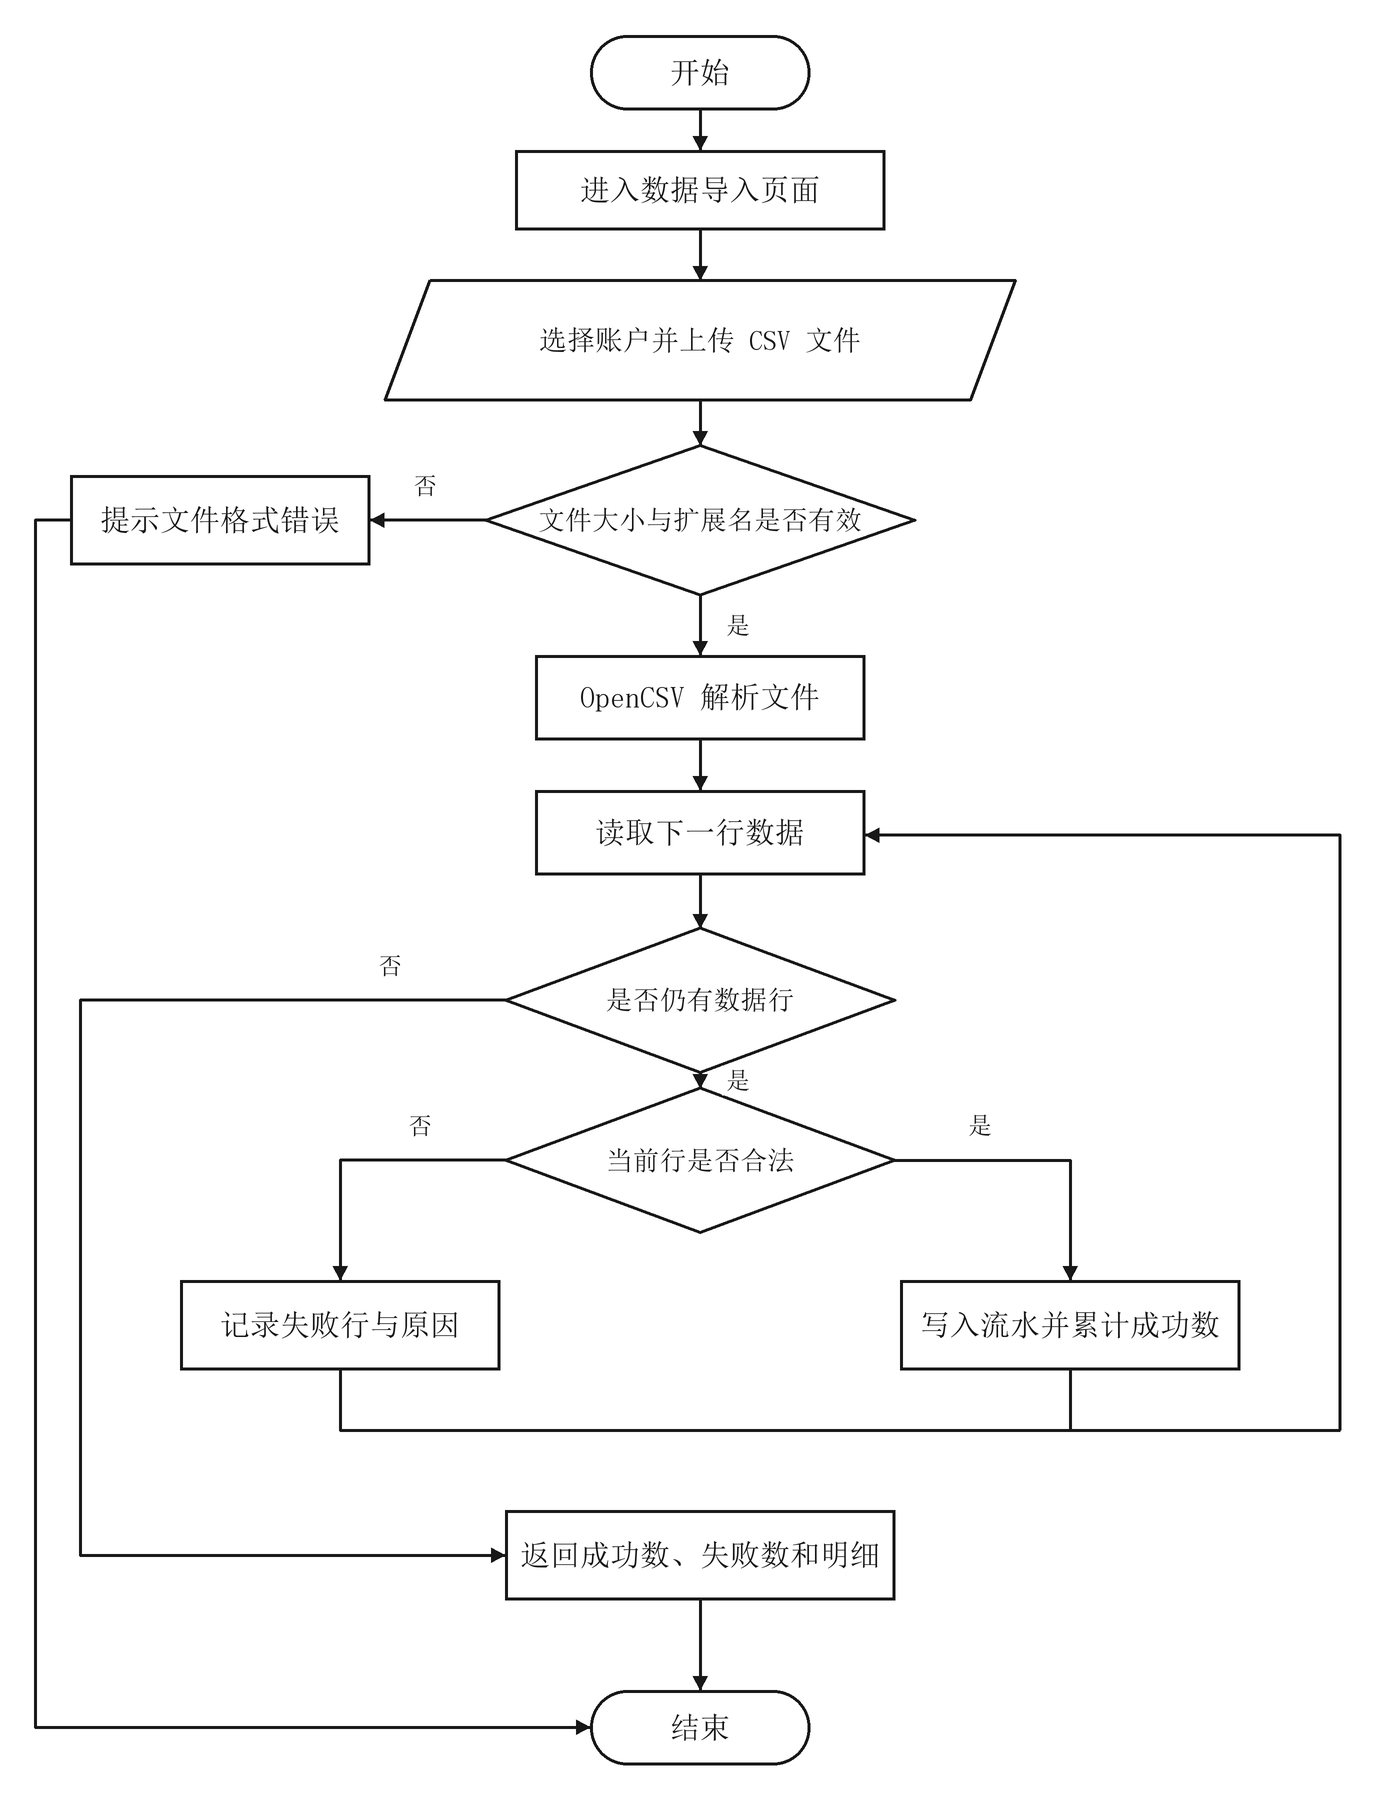 开始
进入数据导入页面
选择账户并上传 CSV 文件
否
提示文件格式错误
文件大小与扩展名是否有效
是
OpenCSV 解析文件
读取下一行数据
否
是否仍有数据行
是
否
当前行是否合法
是
记录失败行与原因
写入流水并累计成功数
返回成功数、失败数和明细
结束